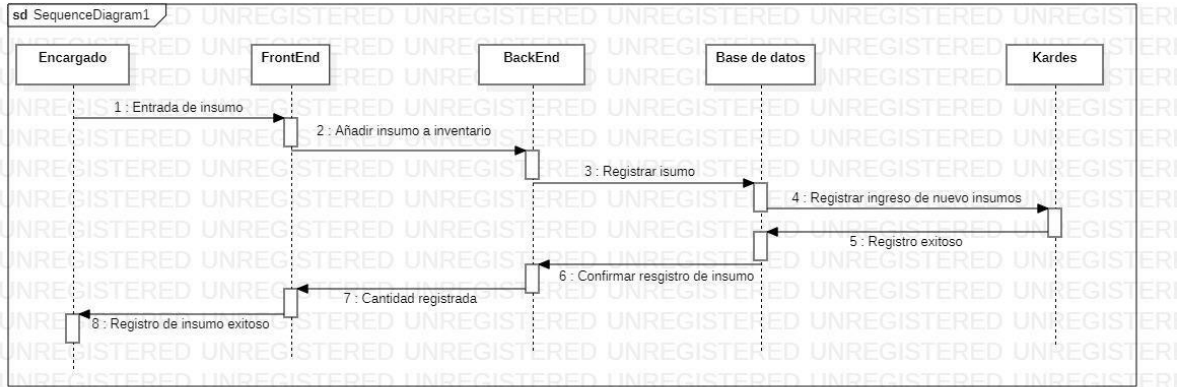 sd SequenceDiagram1
Encargado FrontEnd BackEnd Base de datos Kardes
1 : Entrada de insumo
2 : Añadir insumo a inventario
3 : Registrar isumo
4 : Registrar ingreso de nuevo insumos
5 : Registro exitoso
6 : Confirmar resgistro de insumo
7 : Cantidad registrada
8 : Registro de insumo exitoso
UNREGISTERED